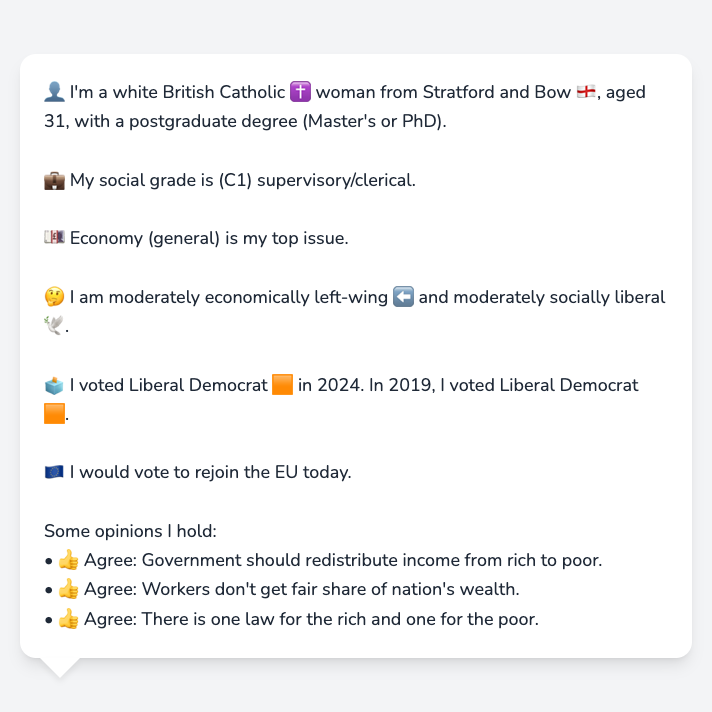 👤 I'm a white British Catholic ✝️ woman from Stratford and Bow 🏴󠁧󠁢󠁥󠁮󠁧󠁿, aged
31, with a postgraduate degree (Master's or PhD).
💼 My social grade is (C1) supervisory/clerical.
💷 Economy (general) is my top issue.
🤔 I am moderately economically left-wing ⬅️ and moderately socially liberal
🕊️.
🗳️ I voted Liberal Democrat 🟧 in 2024. In 2019, I voted Liberal Democrat
🟧.
🇪🇺 I would vote to rejoin the EU today.
Some opinions I hold:
• 👍 Agree: Government should redistribute income from rich to poor.
• 👍 Agree: Workers don't get fair share of nation's wealth.
• 👍 Agree: There is one law for the rich and one for the poor.